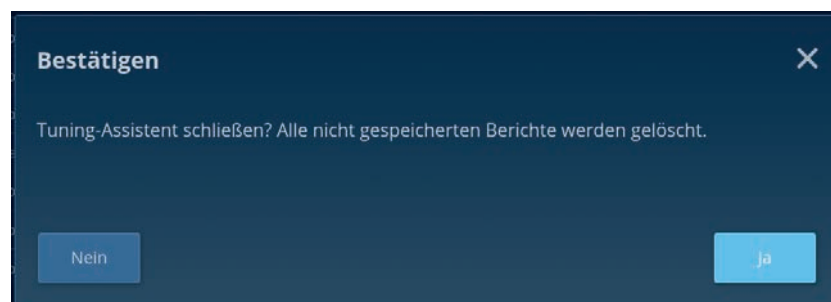 Bestätigen
Tuning-Assistent schließen? Alle nicht gespeicherten Berichte werden gelöscht.
Nein
Ja